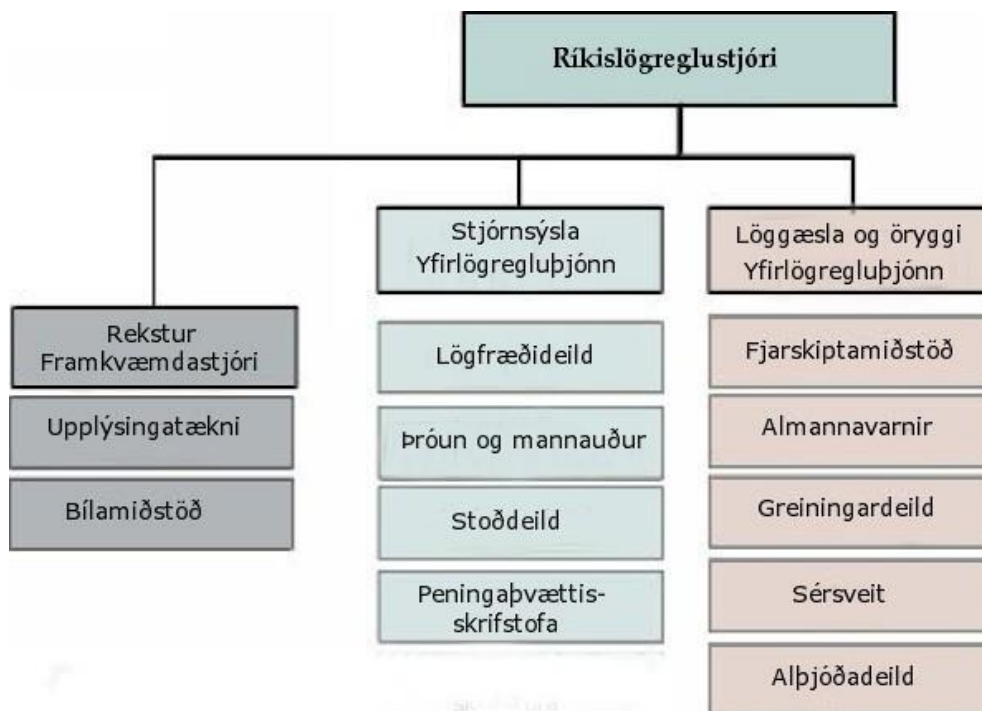 Ríkislögreglustjóri
Rekstur
Framkvæmdastjóri
Upplýsingatækni
Bílamiðstöð
Stjórnsýsla
Yfirlögregluþjónn
Lögfræðideild
Þróun og mannauður
Stoðdeild
Peningaþvættis-
skrifstofa
Löggæsla og öryggi
Yfirlögregluþjónn
Fjarskiptamiðstöð
Almannavarnir
Greiningardeild
Sérsveit
Alþjóðadeild